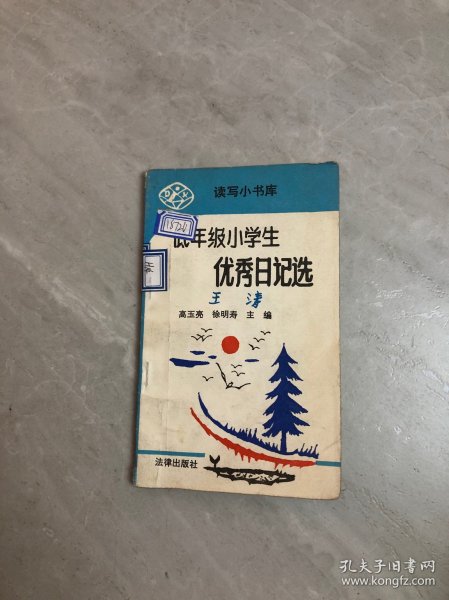 读写小书库
低年级小学生
优秀日记选
王涛
高玉亮 徐明寿 主编
法律出版社
孔夫子旧书网
www.kongfz.com